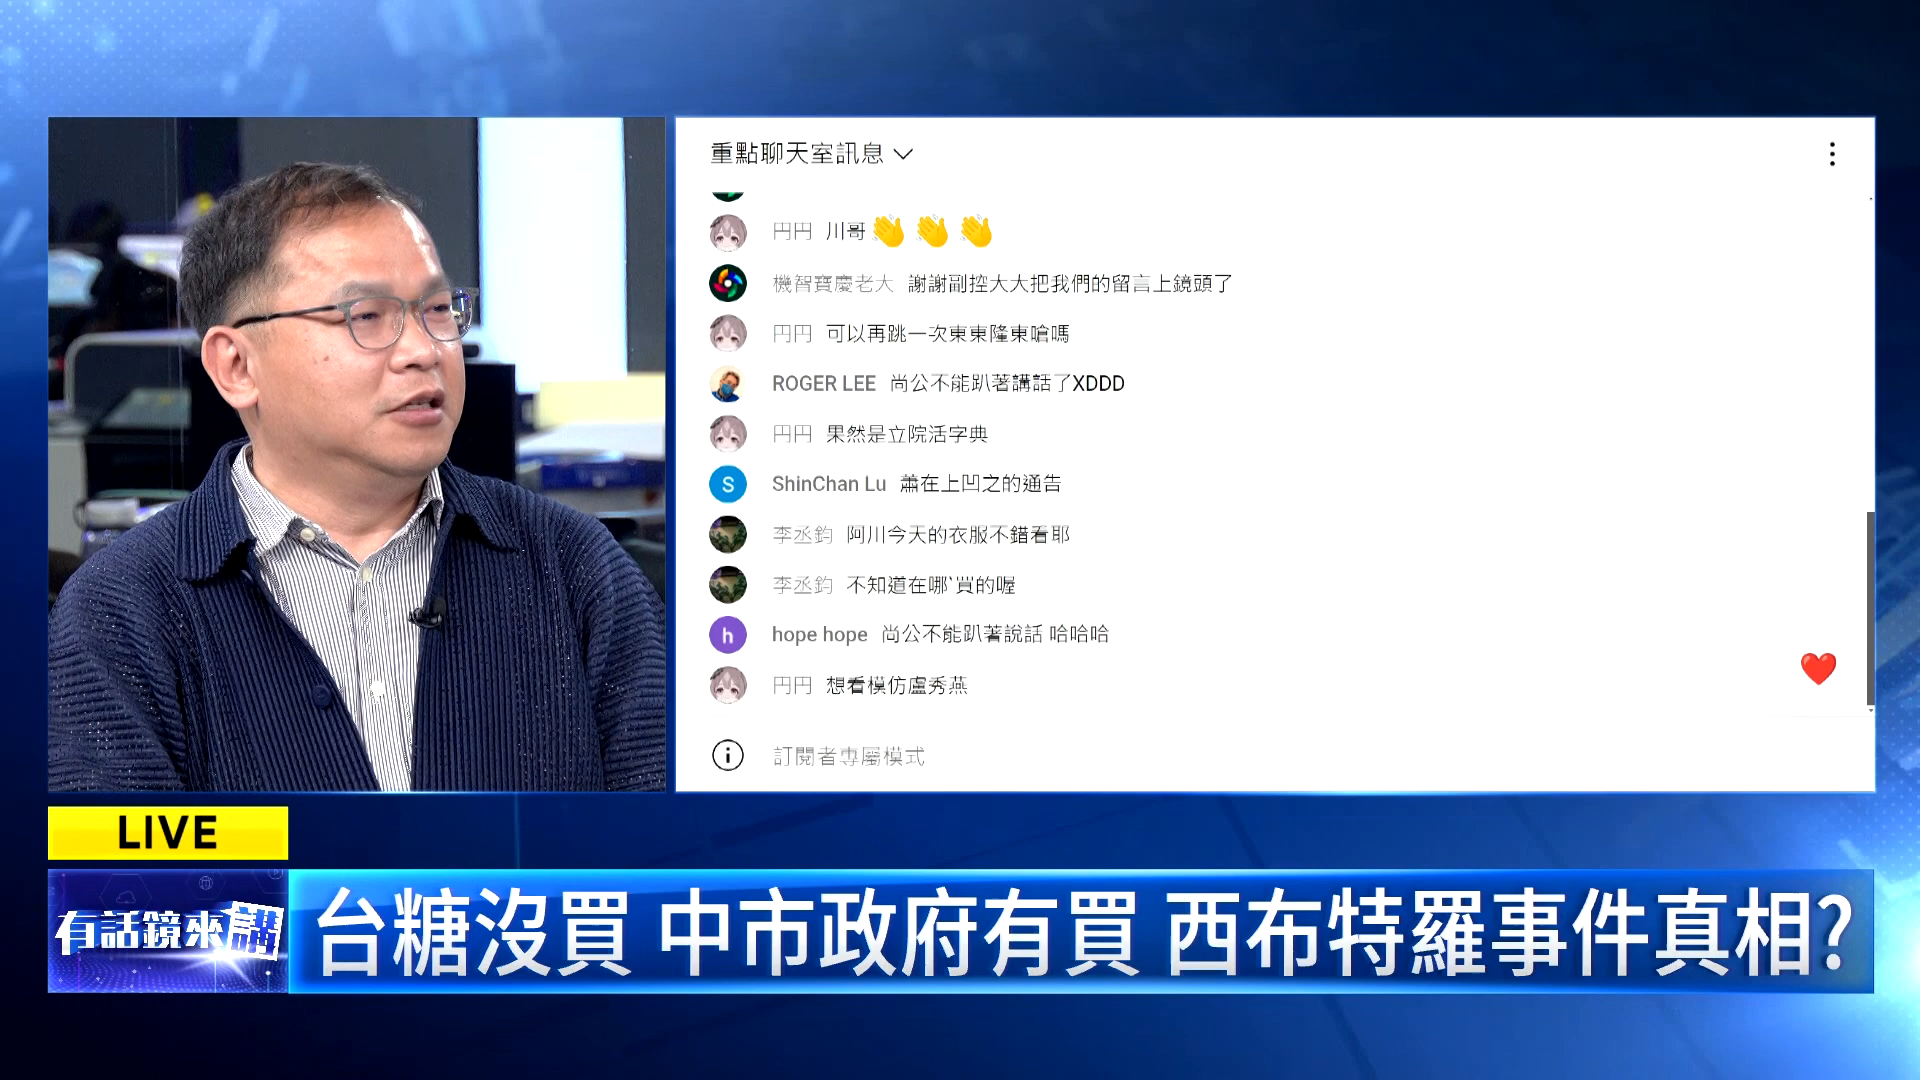 重點聊天室訊息
円円 川哥👏👏👏
機智寶慶老大 謝謝副控大大把我們的留言上鏡頭了
円円 可以再跳一次東東隆東嗆嗎
ROGER LEE 尚公不能趴著講話了XDDD
円円 果然是立院活字典
S ShinChan Lu 蕭在上凹之的通告
李丞鈞 阿川今天的衣服不錯看耶
李丞鈞 不知道在哪ˋ買的喔
h hope hope 尚公不能趴著說話 哈哈哈
円円 想看模仿盧秀燕
訂閱者專屬模式
LIVE
有話鏡來講
台糖沒買 中市政府有買 西布特羅事件真相?